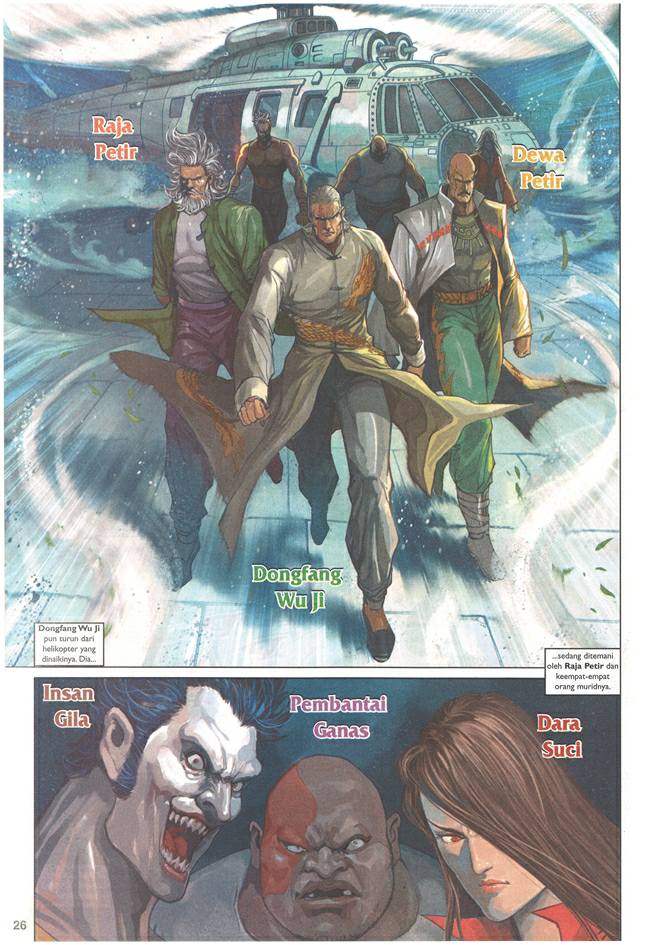 Raja
Petir
Dewa
Petir
Dongfang
Wu Ji
Dongfang Wu Ji
pun turun dari
helikopter yang
dinaikinya. Dia...
...sedang ditemani
oleh Raja Petir dan
keempat-empat
orang muridnya.
Insan
Gila
Pembantai
Ganas
Dara
Suci
26